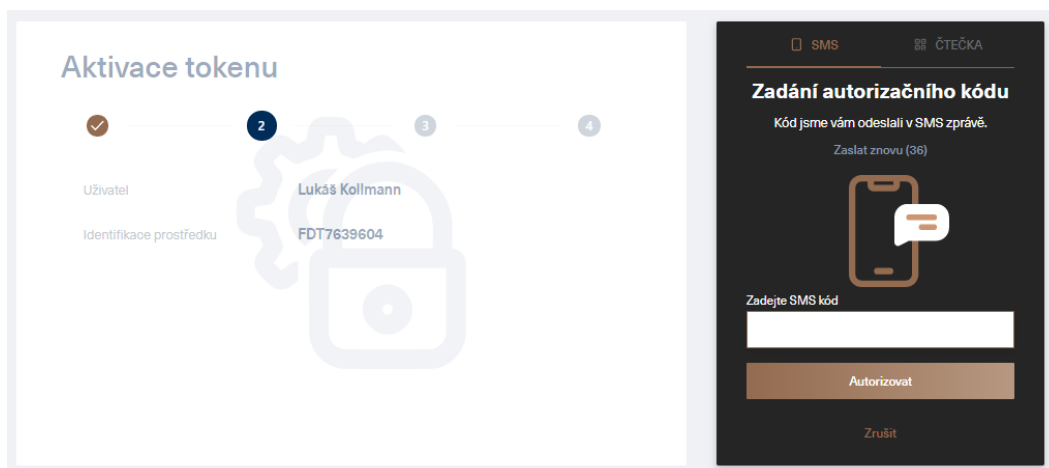 Aktivace tokenu
2
3
4
Uživatel
Lukáš Kollmann
Identifikace prostředku
FDT7639604
SMS
ČTEČKA
Zadání autorizačního kódu
Kód jsme vám odeslali v SMS zprávě.
Zaslat znovu (36)
Zadejte SMS kód
Autorizovat
Zrušit